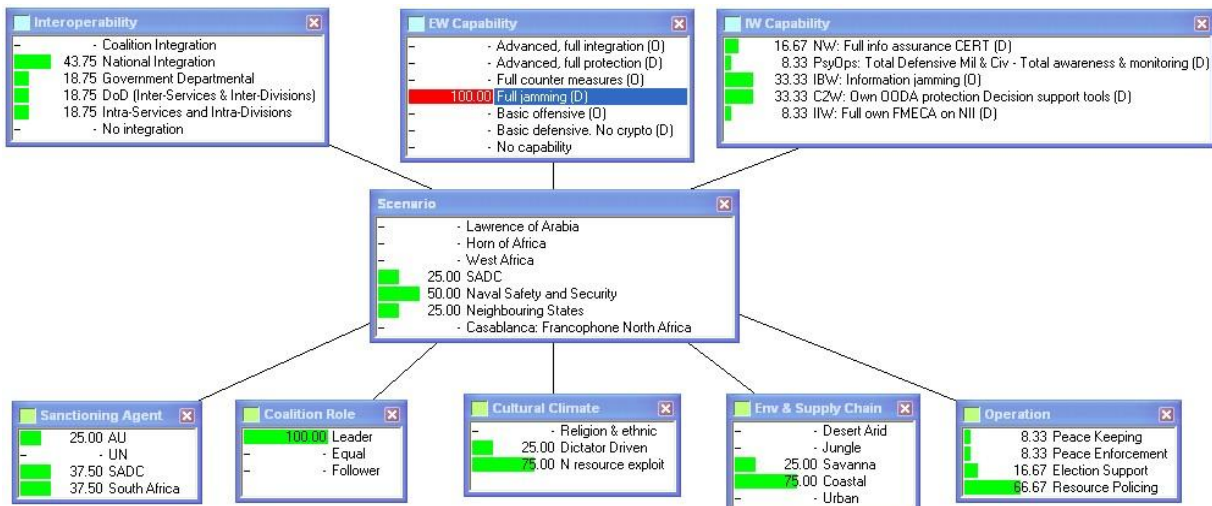 Interoperability
- Coalition Integration
43.75 National Integration
18.75 Government Departmental
18.75 DoD (Inter-Services & Inter-Divisions)
18.75 Intra-Services and Intra-Divisions
- No integration
EW Capability
- Advanced, full integration (O)
- Advanced, full protection (D)
- Full counter measures (O)
100.00 Full jamming (D)
- Basic offensive (O)
- Basic defensive. No crypto (D)
- No capability
IW Capability
16.67 NW: Full info assurance CERT (D)
8.33 PsyOps: Total Defensive Mil & Civ - Total awareness & monitoring (D)
33.33 IBW: Information jamming (O)
33.33 C2W: Own OODA protection Decision support tools (D)
8.33 IIW: Full own FMECA on NII (D)
Scenario
- Lawrence of Arabia
- Horn of Africa
- West Africa
25.00 SADC
50.00 Naval Safety and Security
25.00 Neighbouring States
- Casablanca: Francophone North Africa
Sanctioning Agent
25.00 AU
- UN
37.50 SADC
37.50 South Africa
Coalition Role
100.00 Leader
- Equal
- Follower
Cultural Climate
- Religion & ethnic
25.00 Dictator Driven
75.00 N resource exploit
Env & Supply Chain
- Desert Arid
- Jungle
25.00 Savanna
75.00 Coastal
- Urban
Operation
8.33 Peace Keeping
8.33 Peace Enforcement
16.67 Election Support
66.67 Resource Policing